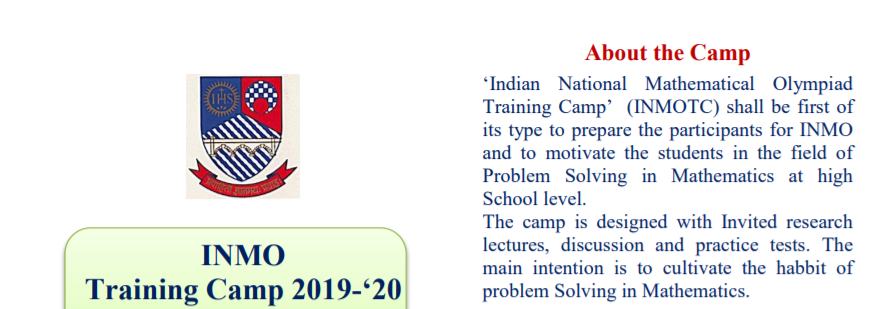 IHS
INMO
Training Camp 2019-‘20
About the Camp
‘Indian National Mathematical Olympiad
Training Camp’ (INMOTC) shall be first of
its type to prepare the participants for INMO
and to motivate the students in the field of
Problem Solving in Mathematics at high
School level.
The camp is designed with Invited research
lectures, discussion and practice tests. The
main intention is to cultivate the habbit of
problem Solving in Mathematics.